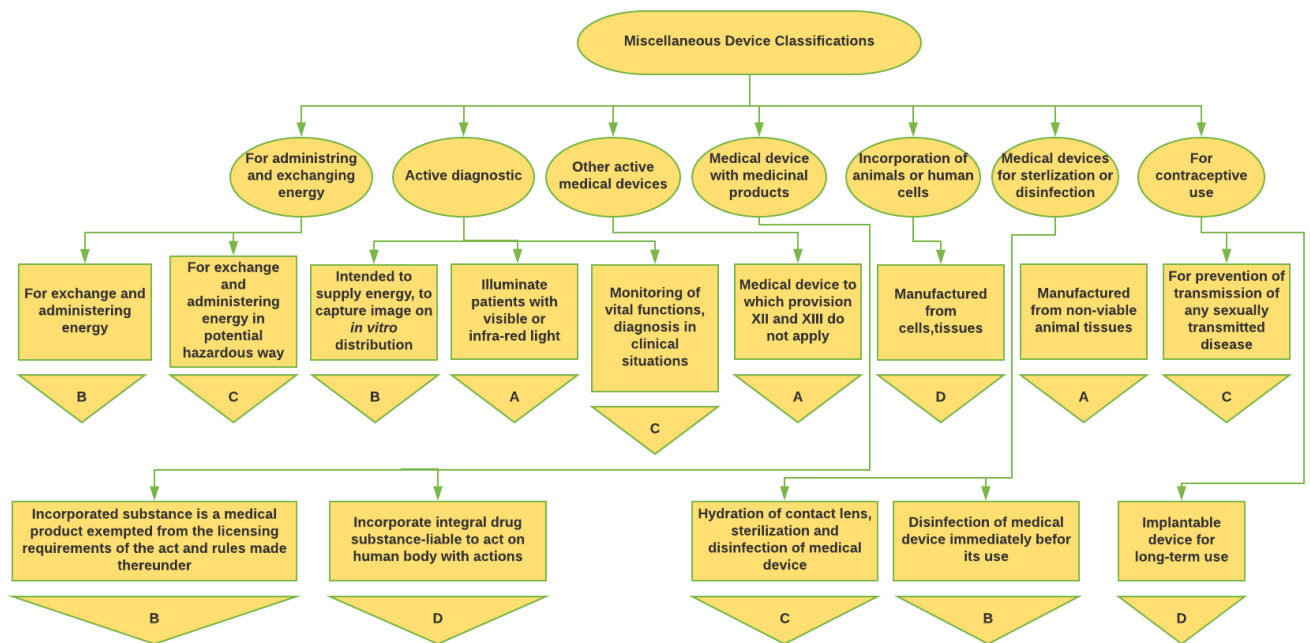 Miscellaneous Device Classifications
For administring
and exchanging
energy
Active diagnostic
Other active
medical devices
Medical device
with medicinal
products
Incorporation of
animals or human
cells
Medical devices
for sterlization or
disinfection
For
contraceptive
use
For exchange and
administering
energy
For exchange
and
administering
energy in
potential
hazardous way
Intended to
supply energy, to
capture image on
in vitro
distribution
Illuminate
patients with
visible or
infra-red light
Monitoring of
vital functions,
diagnosis in
clinical
situations
Medical device to
which provision
XII and XIII do
not apply
Manufactured
from
cells,tissues
Manufactured
from non-viable
animal tissues
For prevention of
transmission of
any sexually
transmitted
disease
B
C
B
A
C
A
D
A
C
Incorporated substance is a medical
product exempted from the licensing
requirements of the act and rules made
thereunder
Incorporate integral drug
substance-liable to act on
human body with actions
Hydration of contact lens,
sterilization and
disinfection of medical
device
Disinfection of medical
device immediately befor
its use
Implantable
device for
long-term use
B
D
C
B
D